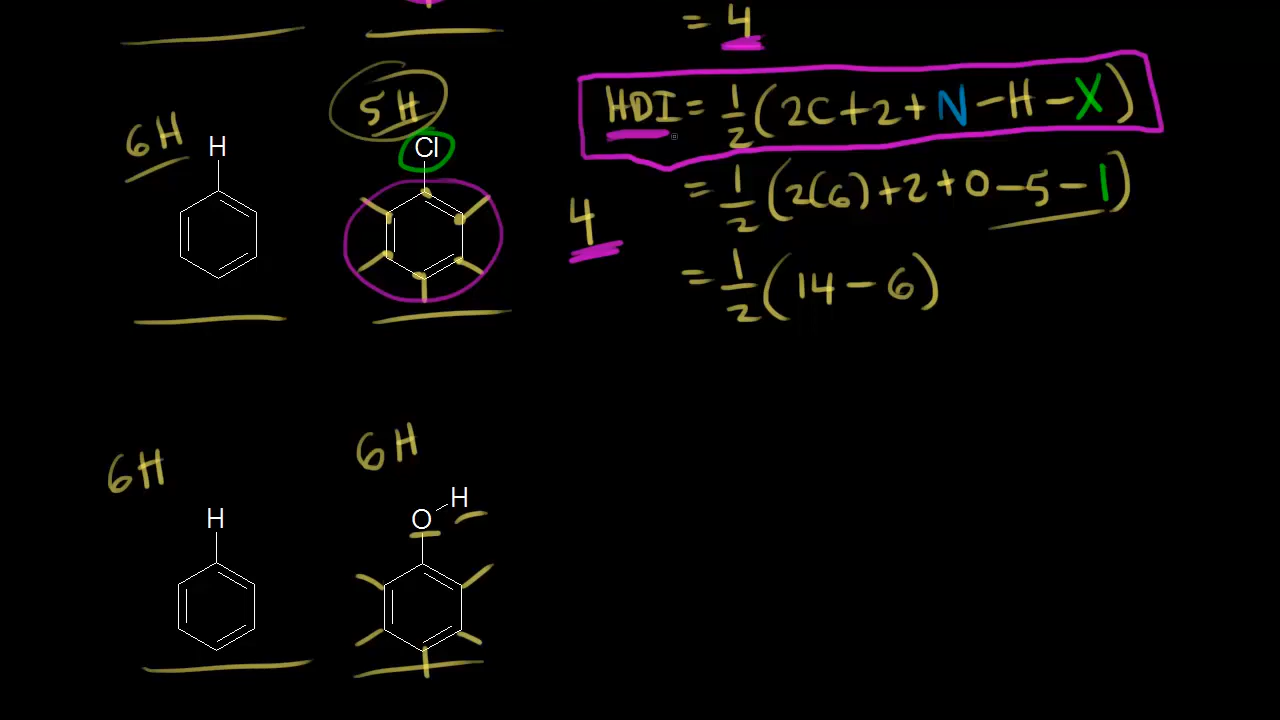 = 4
HDI = 1/2 (2C + 2 + N - H - X)
6H
H
5H
Cl
= 1/2 (2(6) + 2 + 0 - 5 - 1)
4
= 1/2 (14 - 6)
6H
H
6H
O H